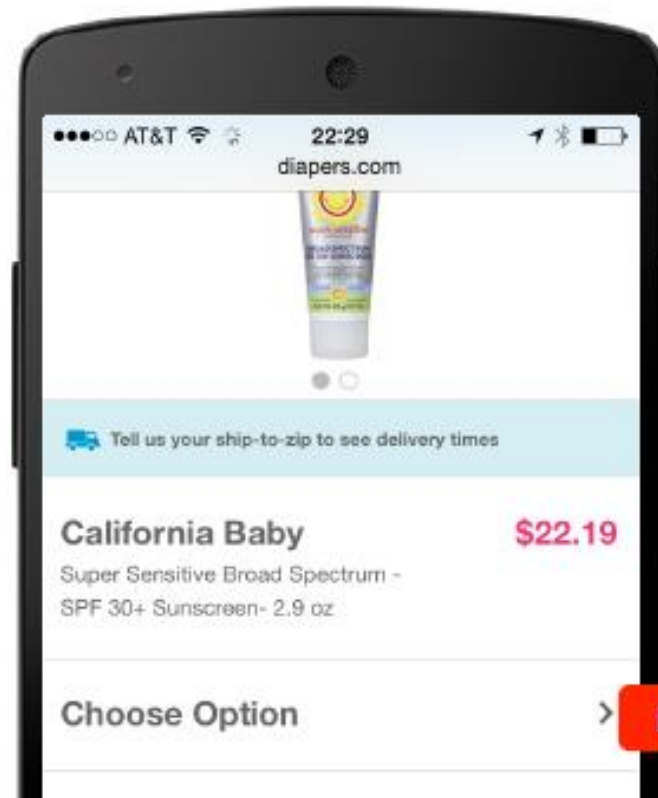 AT&T
22:29
diapers.com
Tell us your ship-to-zip to see delivery times
California Baby
$22.19
Super Sensitive Broad Spectrum -
SPF 30+ Sunscreen- 2.9 oz
Choose Option